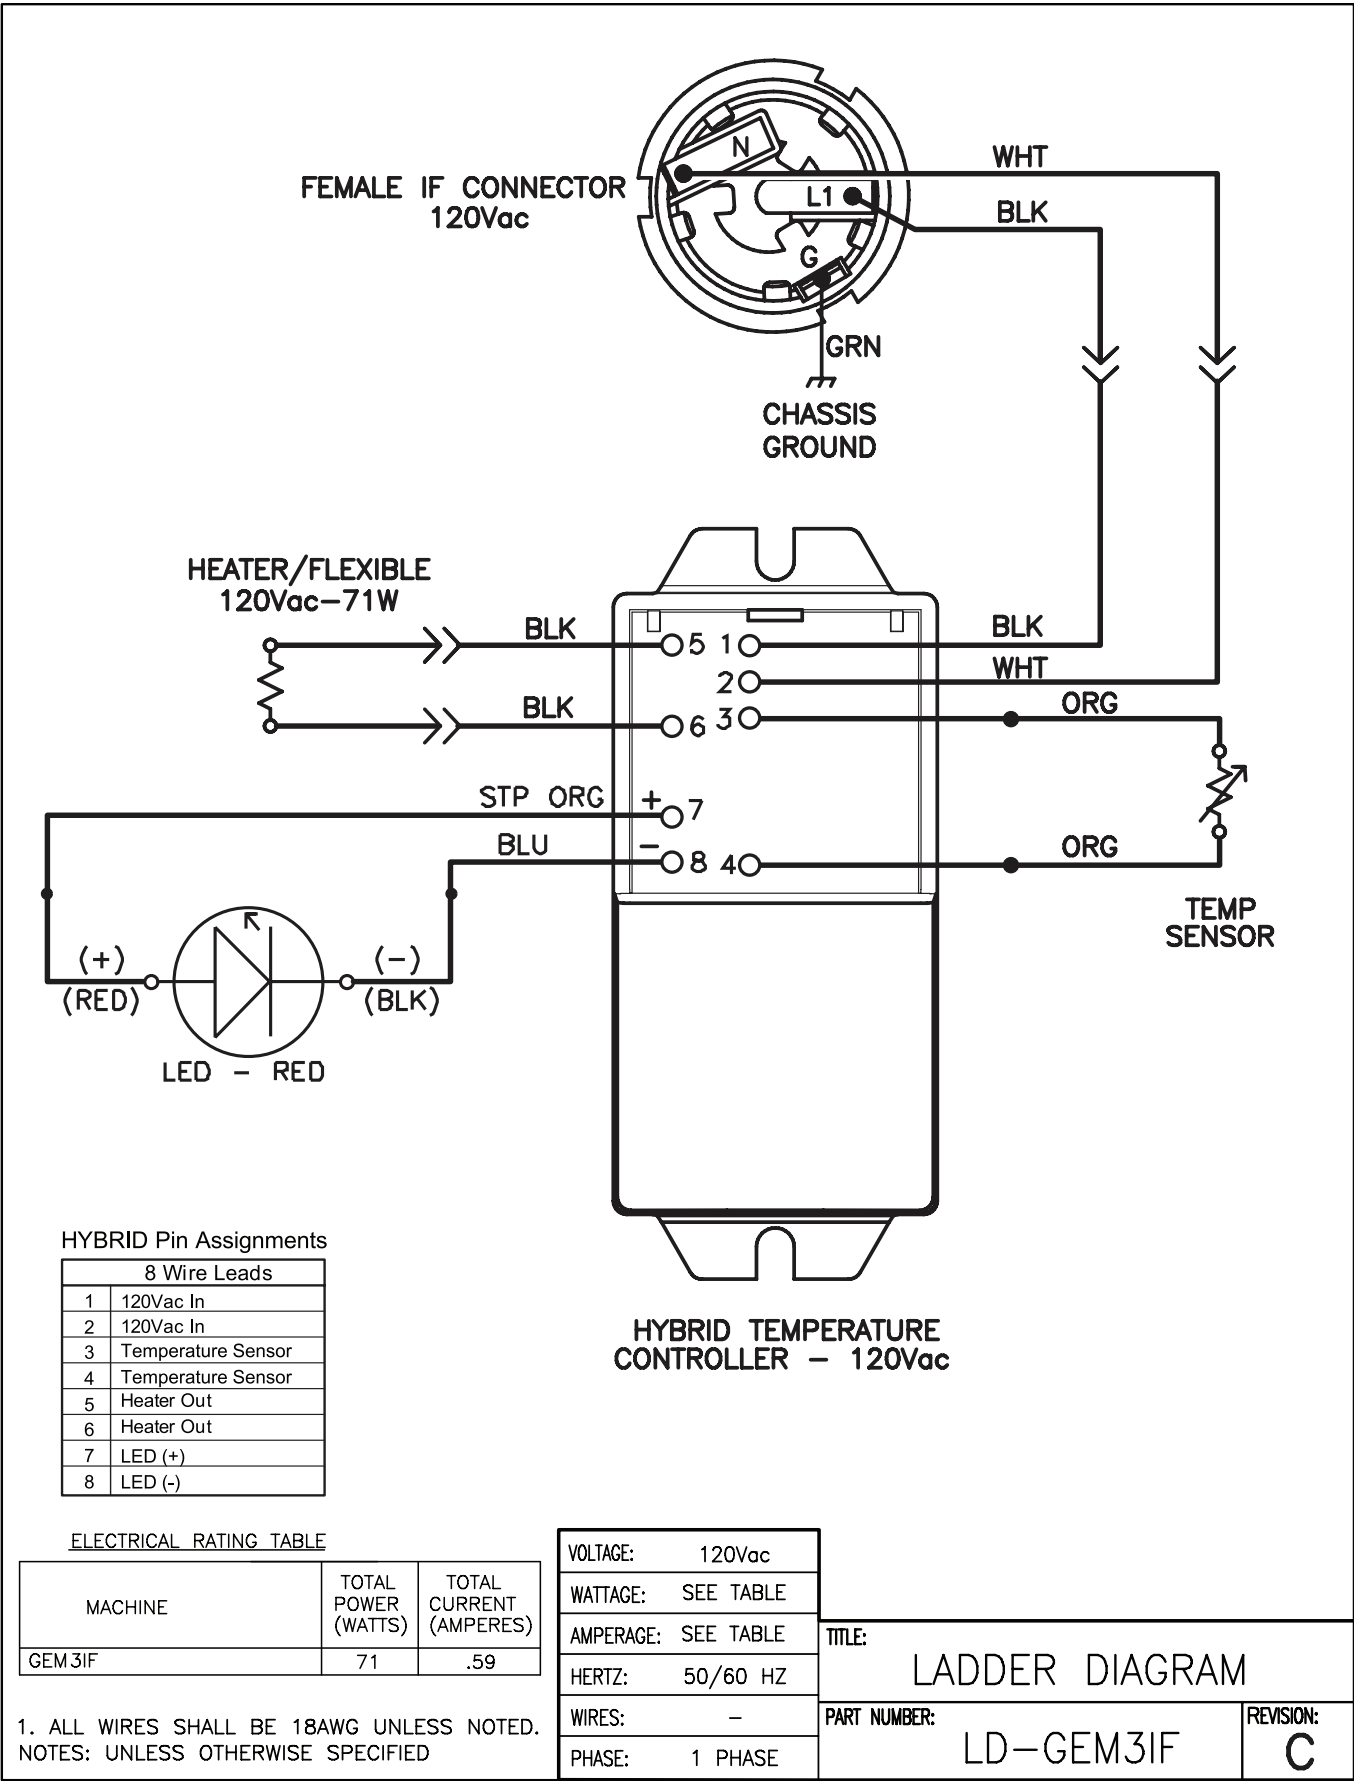 N
WHT
FEMALE IF CONNECTOR
120Vac
L1
BLK
G
GRN
CHASSIS
GROUND
HEATER/FLEXIBLE
120Vac-71W
BLK
5 1
BLK
2
WHT
BLK
6 3
ORG
STP ORG
+
7
BLU
-
8 4
ORG
TEMP
SENSOR
(+)
(-)
(RED)
(BLK)
LED - RED
HYBRID TEMPERATURE
CONTROLLER - 120Vac
HYBRID Pin Assignments
8 Wire Leads
1 120Vac In
2 120Vac In
3 Temperature Sensor
4 Temperature Sensor
5 Heater Out
6 Heater Out
7 LED (+)
8 LED (-)
ELECTRICAL RATING TABLE
MACHINE
TOTAL
POWER
(WATTS)
TOTAL
CURRENT
(AMPERES)
GEM3IF 71 .59
1. ALL WIRES SHALL BE 18AWG UNLESS NOTED.
NOTES: UNLESS OTHERWISE SPECIFIED
VOLTAGE: 120Vac
WATTAGE: SEE TABLE
AMPERAGE: SEE TABLE
HERTZ: 50/60 HZ
WIRES: -
PHASE: 1 PHASE
TITLE:
LADDER DIAGRAM
PART NUMBER:
LD-GEM3IF
REVISION:
C